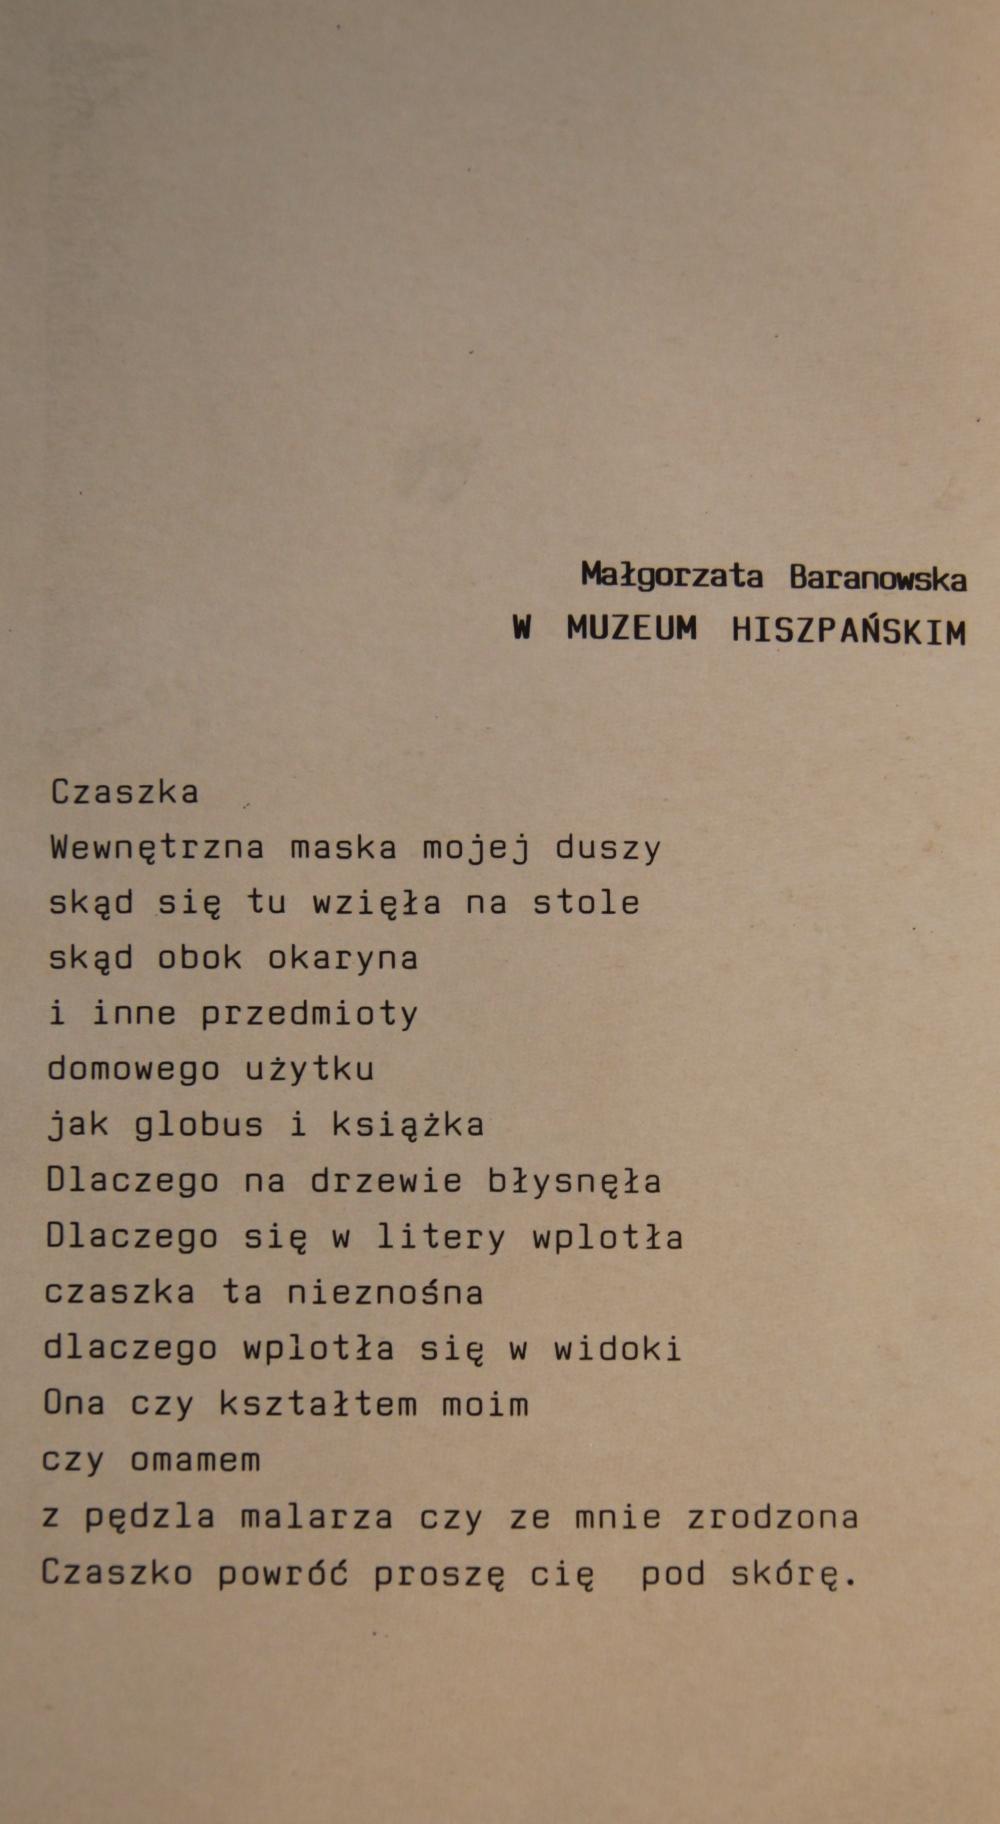 Małgorzata Baranowska
W MUZEUM HISZPAŃSKIM
Czaszka
Wewnętrzna maska mojej duszy
skąd się tu wzięła na stole
skąd obok okaryna
i inne przedmioty
domowego użytku
jak globus i książka
Dlaczego na drzewie błysnęła
Dlaczego się w litery wplotła
czaszka ta nieznośna
dlaczego wplotła się w widoki
Ona czy kształtem moim
czy omamem
z pędzla malarza czy ze mnie zrodzona
Czaszko powróć proszę cię  pod skórę.